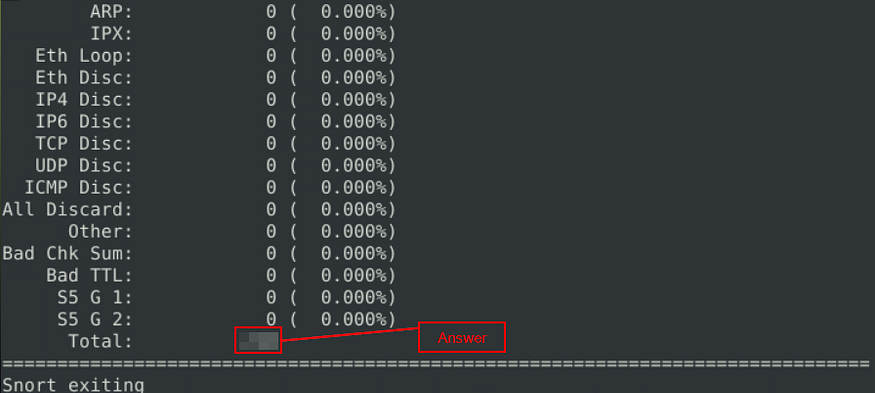 ARP: 0 ( 0.000%)
IPX: 0 ( 0.000%)
Eth Loop: 0 ( 0.000%)
Eth Disc: 0 ( 0.000%)
IP4 Disc: 0 ( 0.000%)
IP6 Disc: 0 ( 0.000%)
TCP Disc: 0 ( 0.000%)
UDP Disc: 0 ( 0.000%)
ICMP Disc: 0 ( 0.000%)
All Discard: 0 ( 0.000%)
Other: 0 ( 0.000%)
Bad Chk Sum: 0 ( 0.000%)
Bad TTL: 0 ( 0.000%)
S5 G 1: 0 ( 0.000%)
S5 G 2: 0 ( 0.000%)
Total:
Answer
===============================================================================
Snort exiting